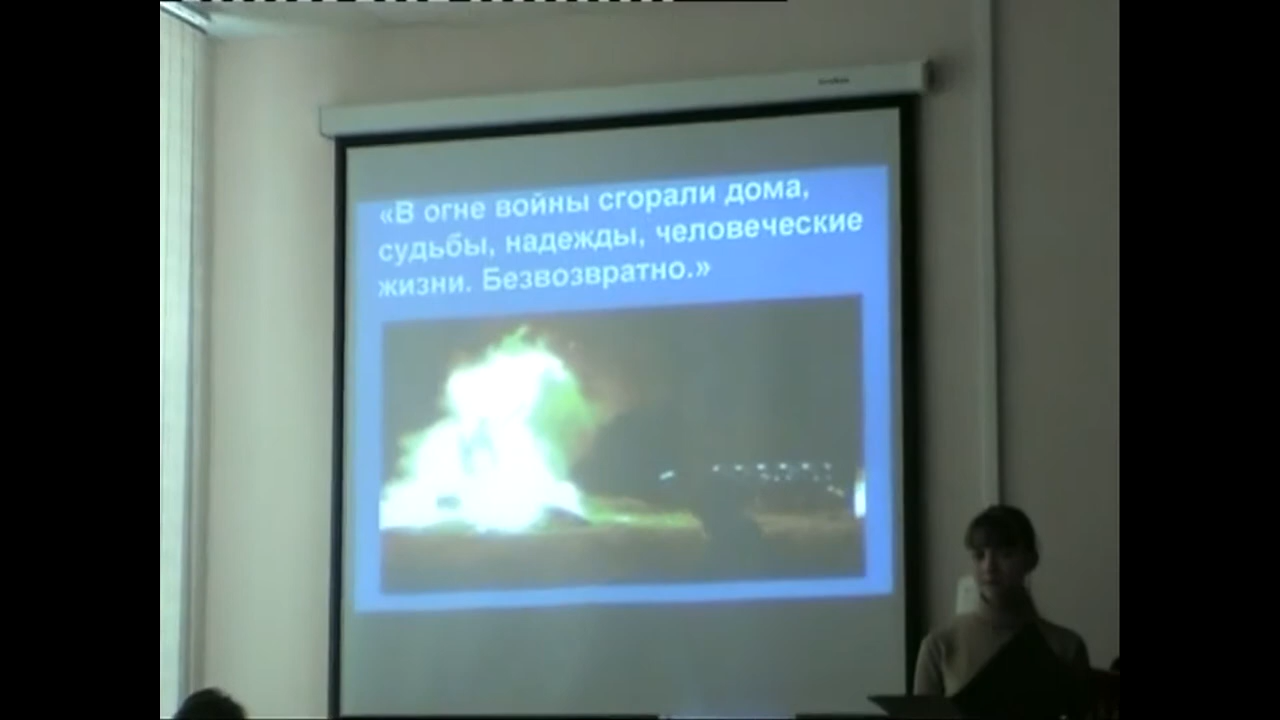 «В огне войны сгорали дома,
судьбы, надежды, человеческие
жизни. Безвозвратно.»